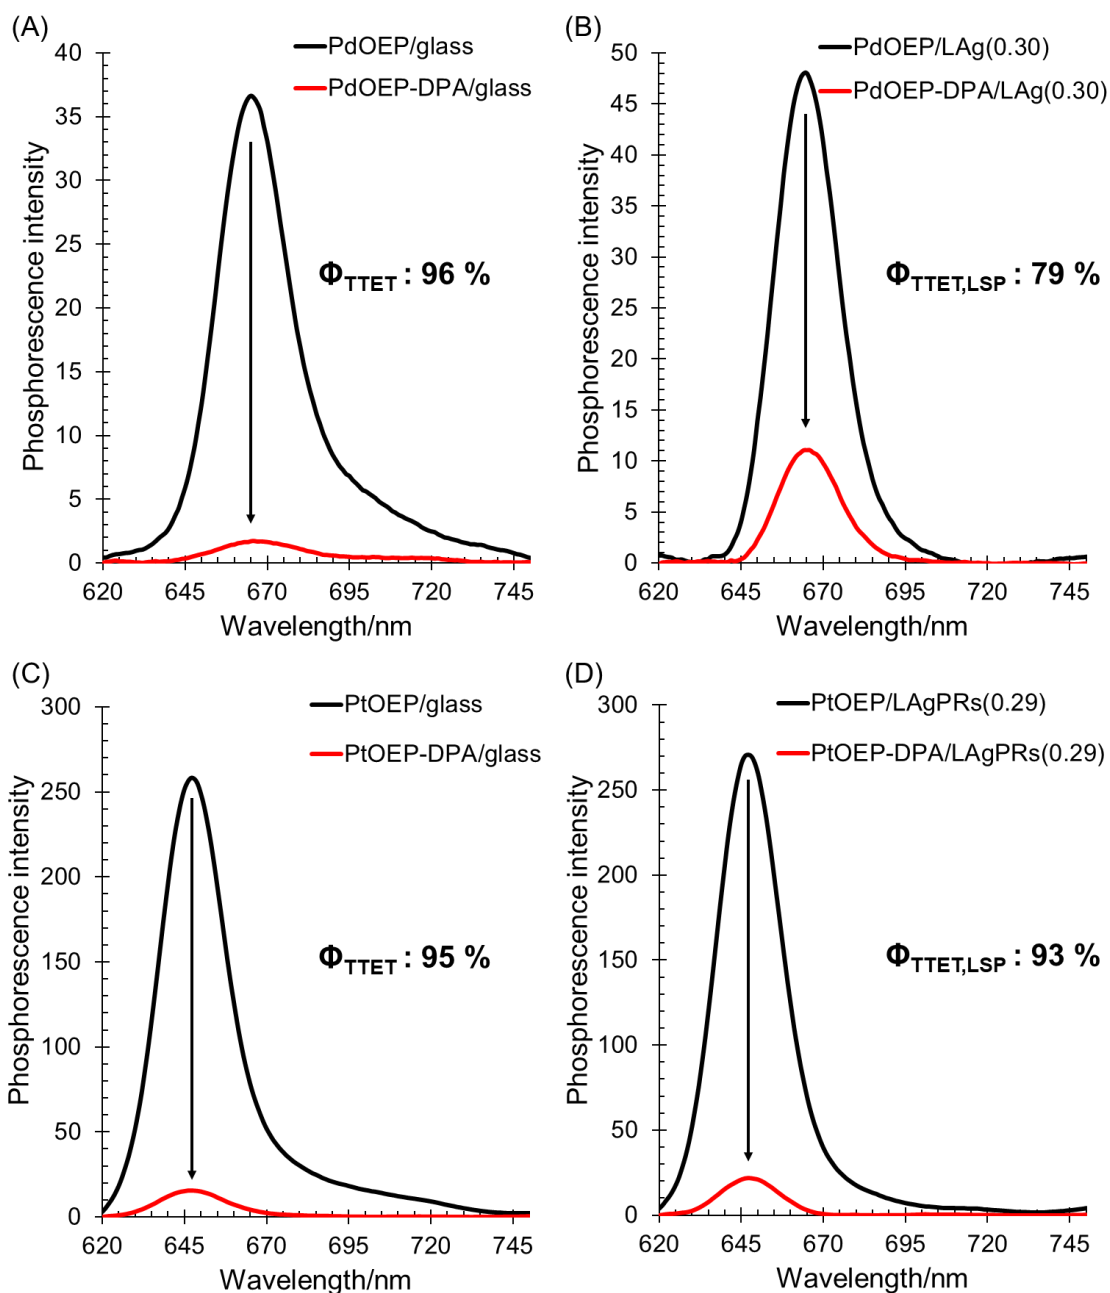 (A)
PdOEP/glass
PdOEP-DPA/glass
40
35
30
25
20
15
10
5
0
Phosphorescence intensity
ΦTTET : 96 %
620 645 670 695 720 745
Wavelength/nm
(B)
PdOEP/LAg(0.30)
PdOEP-DPA/LAg(0.30)
50
45
40
35
30
25
20
15
10
5
0
Phosphorescence intensity
ΦTTET,LSP : 79 %
620 645 670 695 720 745
Wavelength/nm
(C)
PtOEP/glass
PtOEP-DPA/glass
300
250
200
150
100
50
0
Phosphorescence intensity
ΦTTET : 95 %
620 645 670 695 720 745
Wavelength/nm
(D)
PtOEP/LAgPRs(0.29)
PtOEP-DPA/LAgPRs(0.29)
300
250
200
150
100
50
0
Phosphorescence intensity
ΦTTET,LSP : 93 %
620 645 670 695 720 745
Wavelength/nm